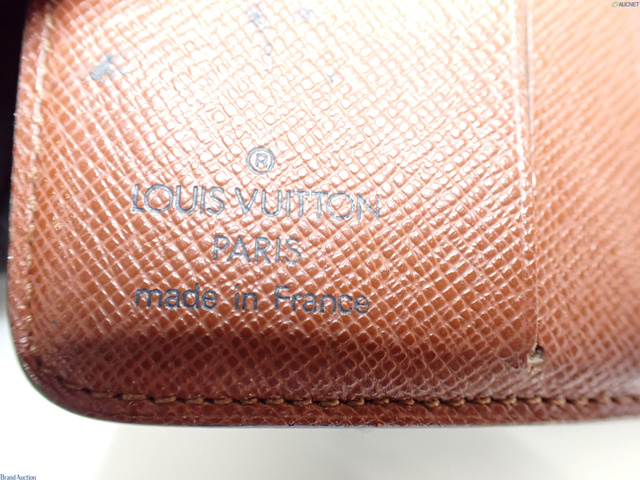 AUCNET
®
LOUIS VUITTON
PARIS
made in France
Brand Auction